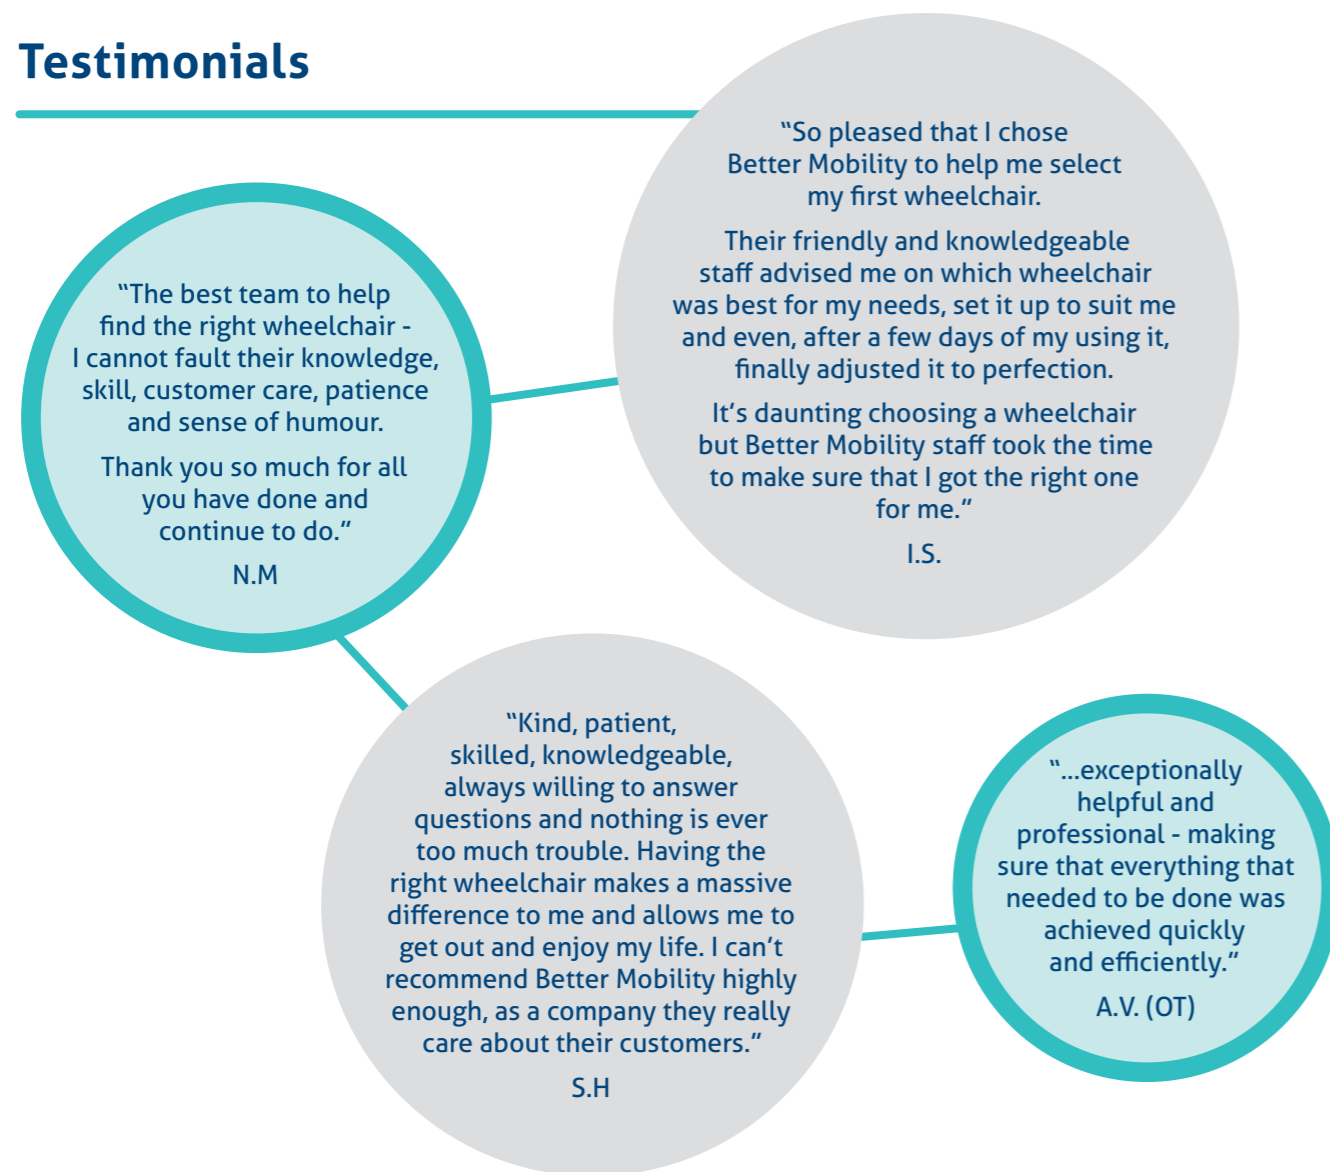 Testimonials
“So pleased that I chose
Better Mobility to help me select
my first wheelchair.
Their friendly and knowledgeable
staff advised me on which wheelchair
was best for my needs, set it up to suit me
and even, after a few days of my using it,
finally adjusted it to perfection.
It’s daunting choosing a wheelchair
but Better Mobility staff took the time
to make sure that I got the right one
for me.”
I.S.
“The best team to help
find the right wheelchair -
I cannot fault their knowledge,
skill, customer care, patience
and sense of humour.
Thank you so much for all
you have done and
continue to do.”
N.M
“Kind, patient,
skilled, knowledgeable,
always willing to answer
questions and nothing is ever
too much trouble. Having the
right wheelchair makes a massive
difference to me and allows me to
get out and enjoy my life. I can’t
recommend Better Mobility highly
enough, as a company they really
care about their customers.”
S.H
“...exceptionally
helpful and
professional - making
sure that everything that
needed to be done was
achieved quickly
and efficiently.”
A.V. (OT)